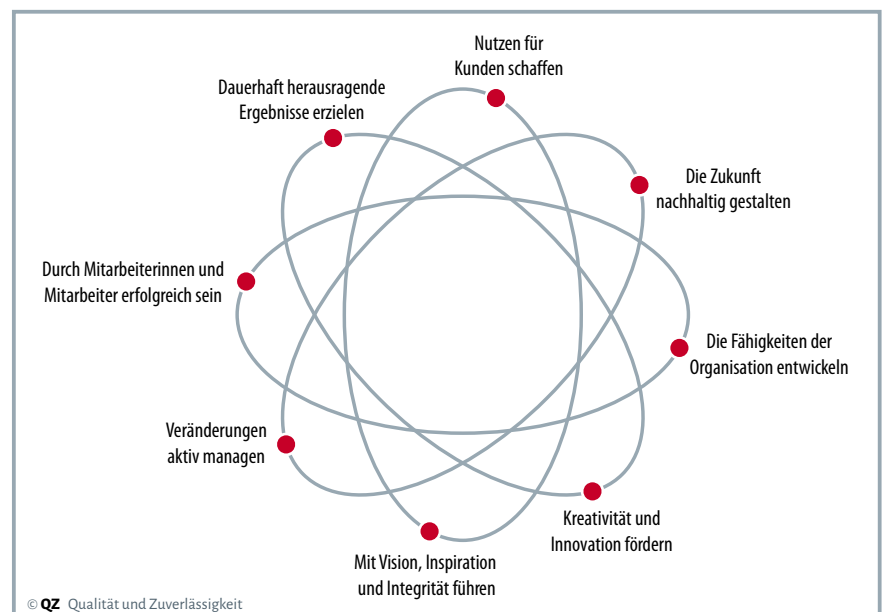 Nutzen für
Kunden schaffen
Dauerhaft herausragende
Ergebnisse erzielen
Die Zukunft
nachhaltig gestalten
Durch Mitarbeiterinnen und
Mitarbeiter erfolgreich sein
Die Fähigkeiten der
Organisation entwickeln
Veränderungen
aktiv managen
Kreativität und
Innovation fördern
Mit Vision, Inspiration
und Integrität führen
© QZ Qualität und Zuverlässigkeit